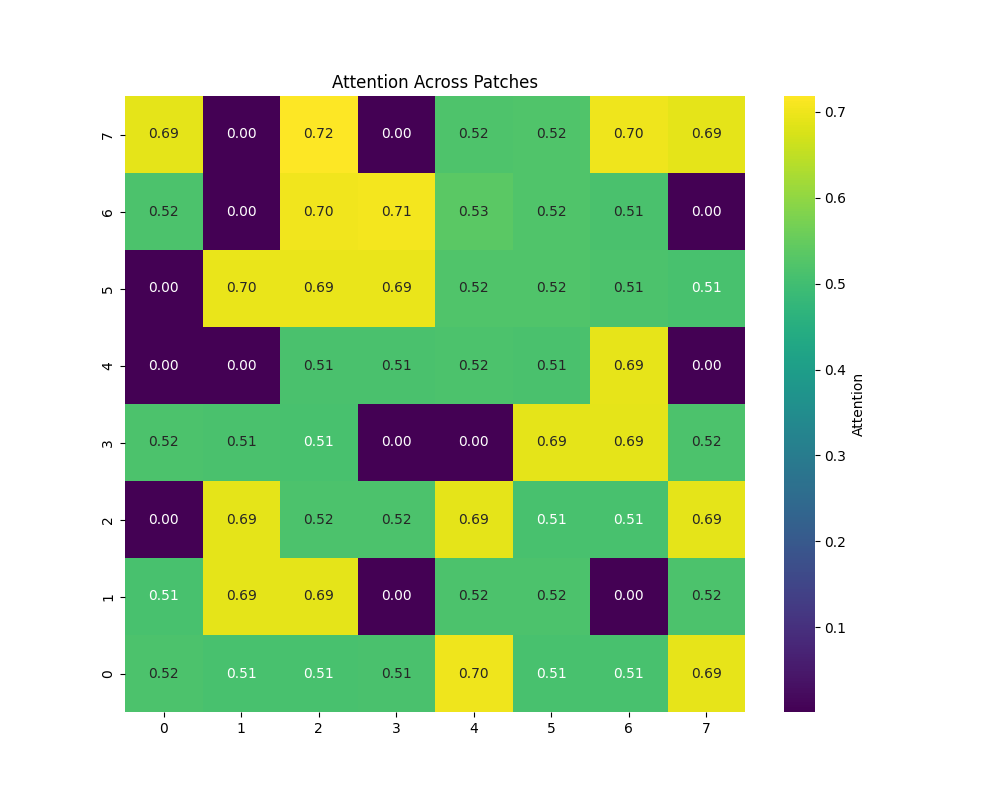 Attention Across Patches
7 0.69 0.00 0.72 0.00 0.52 0.52 0.70 0.69
6 0.52 0.00 0.70 0.71 0.53 0.52 0.51 0.00
5 0.00 0.70 0.69 0.69 0.52 0.52 0.51 0.51
4 0.00 0.00 0.51 0.51 0.52 0.51 0.69 0.00
3 0.52 0.51 0.51 0.00 0.00 0.69 0.69 0.52
2 0.00 0.69 0.52 0.52 0.69 0.51 0.51 0.69
1 0.51 0.69 0.69 0.00 0.52 0.52 0.00 0.52
0 0.52 0.51 0.51 0.51 0.70 0.51 0.51 0.69
0 1 2 3 4 5 6 7
0.7
0.6
0.5
0.4
0.3
0.2
0.1
Attention